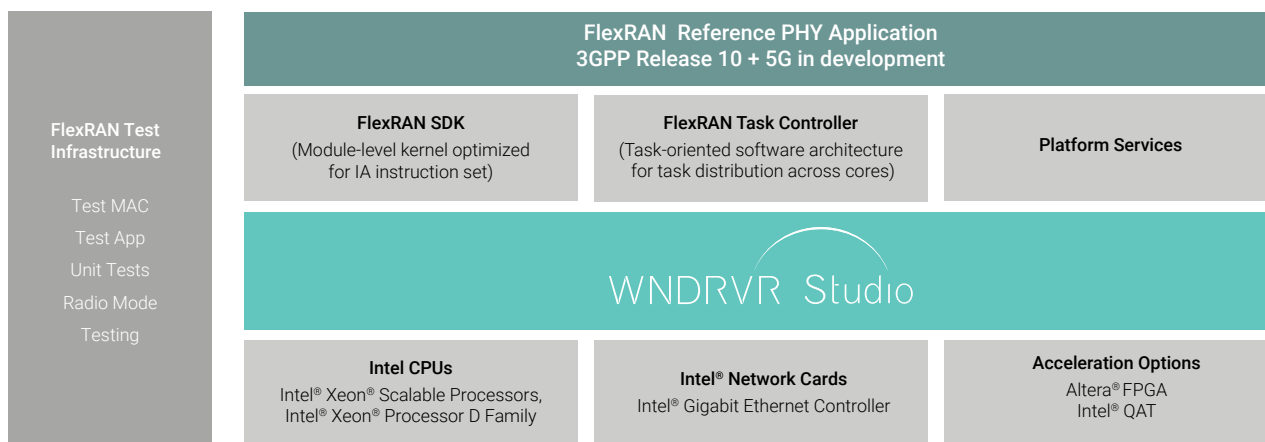 FlexRAN Test
Infrastructure
Test MAC
Test App
Unit Tests
Radio Mode
Testing
FlexRAN Reference PHY Application
3GPP Release 10 + 5G in development
FlexRAN SDK
(Module-level kernel optimized
for IA instruction set)
FlexRAN Task Controller
(Task-oriented software architecture
for task distribution across cores)
Platform Services
WNDRVR Studio
Intel CPUs
Intel® Xeon® Scalable Processors,
Intel® Xeon® Processor D Family
Intel® Network Cards
Intel® Gigabit Ethernet Controller
Acceleration Options
Altera® FPGA
Intel® QAT